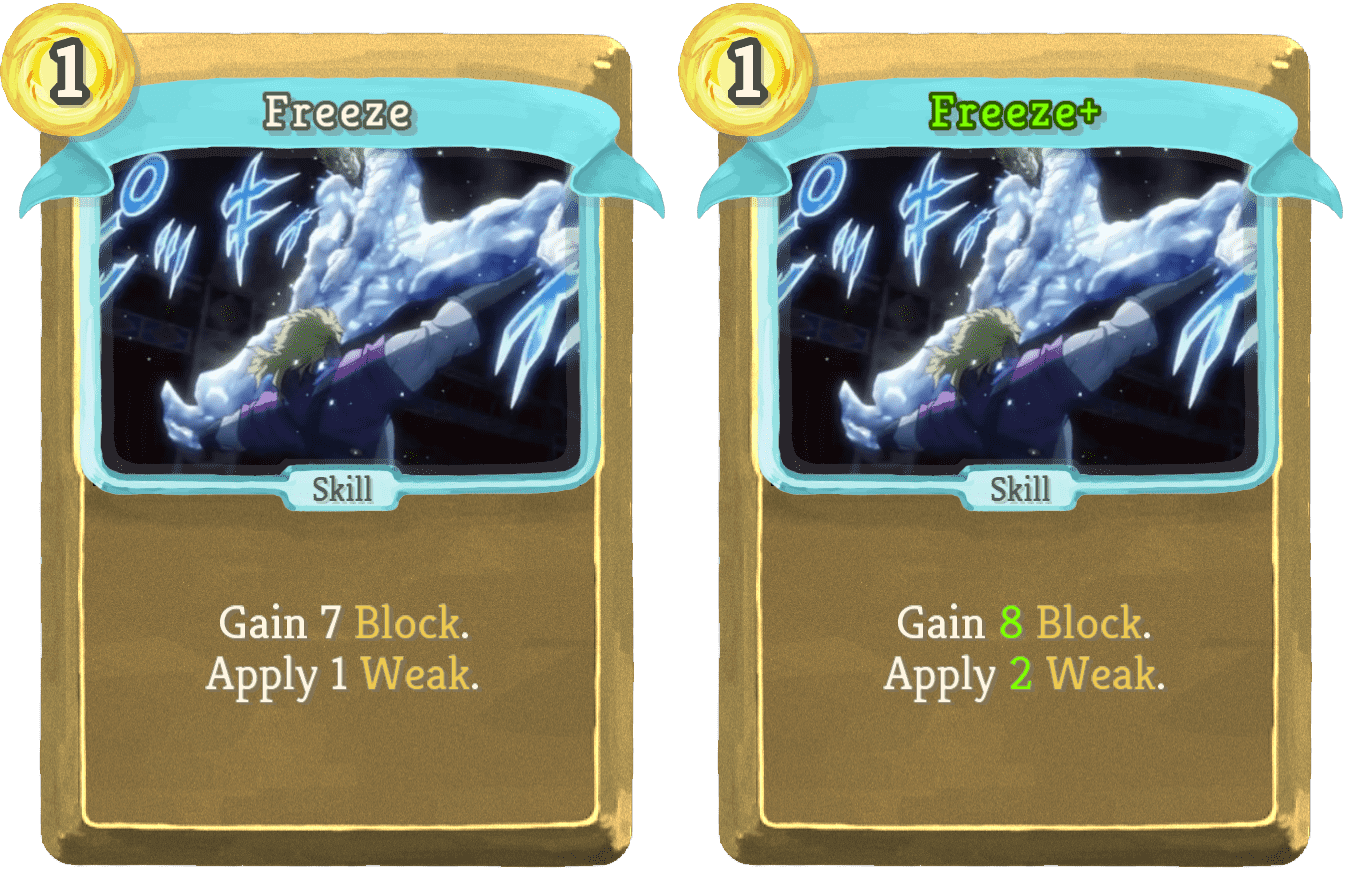 1
Freeze
Skill
Gain 7 Block.
Apply 1 Weak.
1
Freeze+
Skill
Gain 8 Block.
Apply 2 Weak.